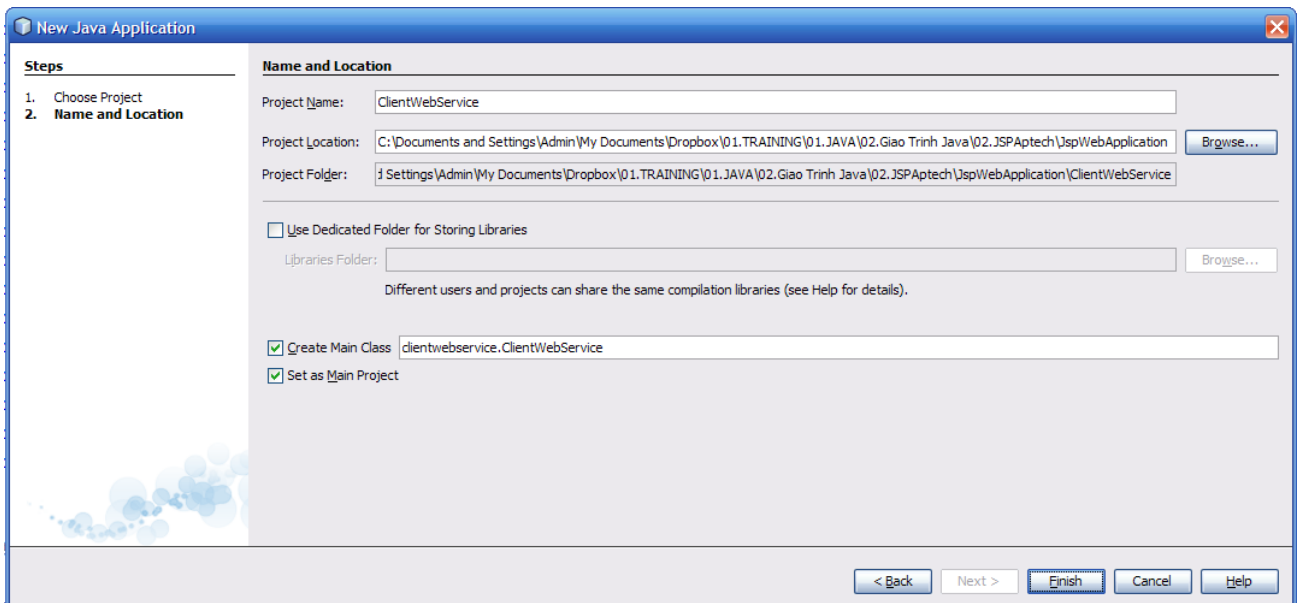 New Java Application
Steps
1. Choose Project
2. Name and Location
Name and Location
Project Name: ClientWebService
Project Location: C:\Documents and Settings\Admin\My Documents\Dropbox\01.TRAINING\01.JAVA\02.Giao Trinh Java\02.JSPAptech\JspWebApplication Browse...
Project Folder: Settings\Admin\My Documents\Dropbox\01.TRAINING\01.JAVA\02.Giao Trinh Java\02.JSPAptech\JspWebApplication\ClientWebService
Use Dedicated Folder for Storing Libraries
Libraries Folder: Browse...
Different users and projects can share the same compilation libraries (see Help for details).
Create Main Class clientwebservice.ClientWebService
Set as Main Project
< Back Next > Finish Cancel Help